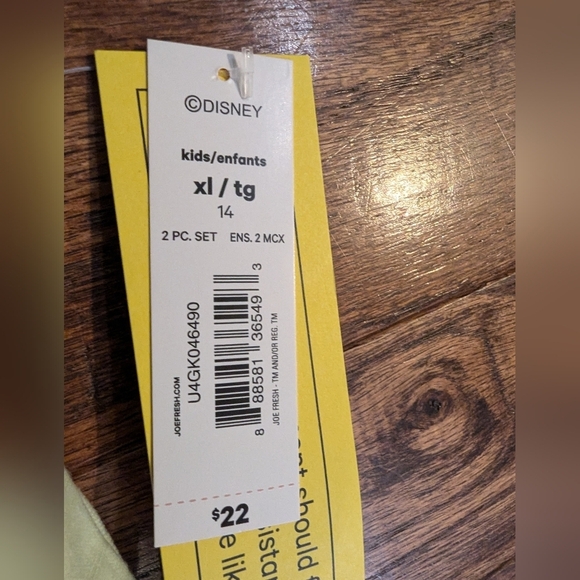 ©DISNEY
kids/enfants
xl / tg
14
2 PC. SET ENS. 2 MCX
JOEFRESH.COM
U4GK046490
8 88581 36549 3
JOE FRESH - TM AND/OR REG. TM
$22
should